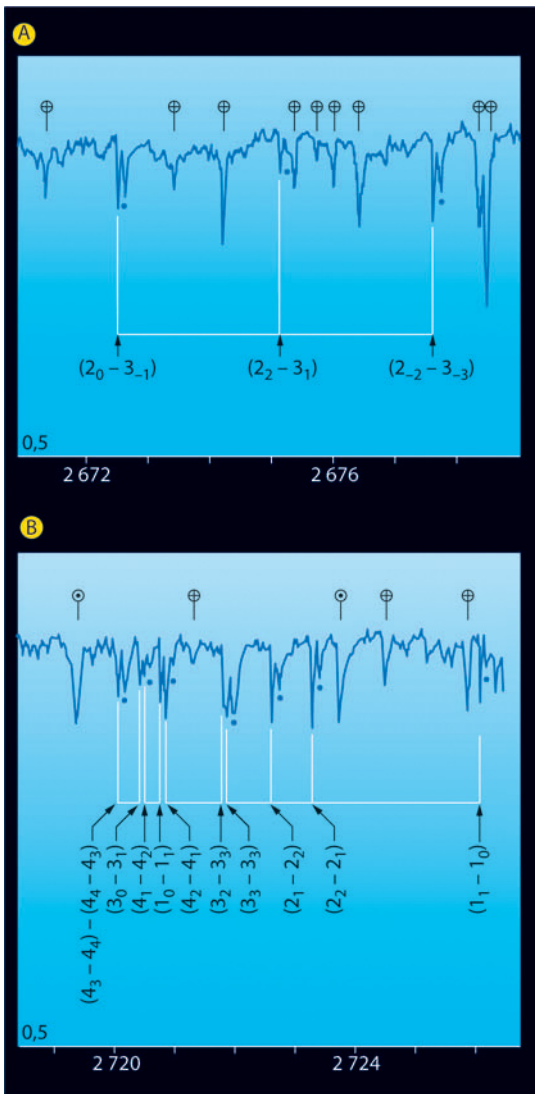 A
(2₀ – 3₋₁)
(2₂ – 3₁)
(2₋₂ – 3₋₃)
0,5
2 672
2 676
B
(4₃ – 4₄) – (4₄ – 4₃)
(3₀ – 3₁)
(4₁ – 4₂)
(1₀ – 1₁)
(4₂ – 4₁)
(3₂ – 3₃)
(3₃ – 3₃)
(2₁ – 2₂)
(2₂ – 2₁)
(1₁ – 1₀)
0,5
2 720
2 724